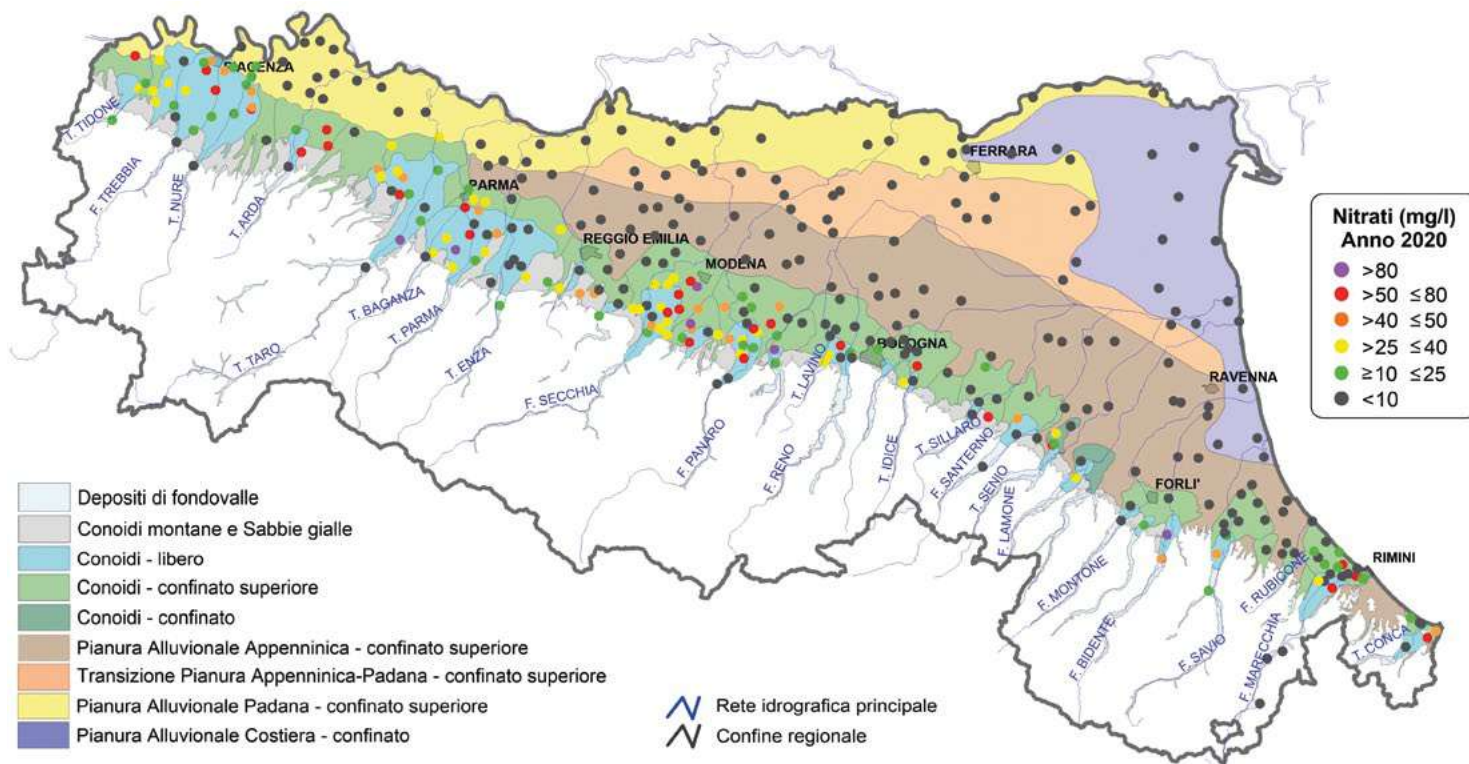 PIACENZA
T. TIDONE
F. TREBBIA
T. NURE
T. ARDA
PARMA
FERRARA
REGGIO EMILIA
MODENA
T. BAGANZA
T. PARMA
T. TARO
T. ENZA
F. SECCHIA
F. PANARO
F. RENO
T. LAVINO
BOLOGNA
T. IDICE
T. SILLARO
F. SANTERNO
T. SENIO
F. LAMONE
RAVENNA
FORLI'
F. MONTONE
F. BIDENTE
F. SAVIO
F. RUBICONE
RIMINI
F. MARECCHIA
T. CONCA
Nitrati (mg/l)
Anno 2020
>80
>50 ≤80
>40 ≤50
>25 ≤40
≥10 ≤25
<10
Depositi di fondovalle
Conoidi montane e Sabbie gialle
Conoidi - libero
Conoidi - confinato superiore
Conoidi - confinato
Pianura Alluvionale Appenninica - confinato superiore
Transizione Pianura Appenninica-Padana - confinato superiore
Pianura Alluvionale Padana - confinato superiore
Pianura Alluvionale Costiera - confinato
Rete idrografica principale
Confine regionale